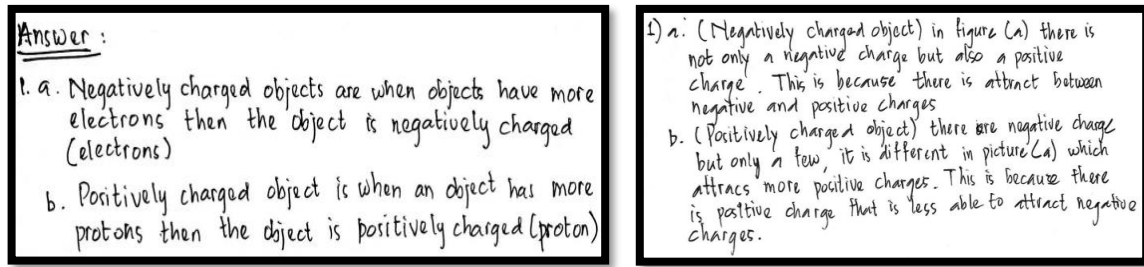 Answer :
1. a. Negatively charged objects are when objects have more
electrons then the object is negatively charged
(electrons)
b. Positively charged object is when an object has more
protons then the object is positively charged (proton)
1) a. (Negatively charged object) in figure (a) there is
not only a negative charge but also a positive
charge. This is because there is attract between
negative and positive charges
b. (Positively charged object) there are negative charge
but only a few, it is different in picture (a) which
attracs more positive charges. This is because there
is positive charge that is less able to attract negative
charges.